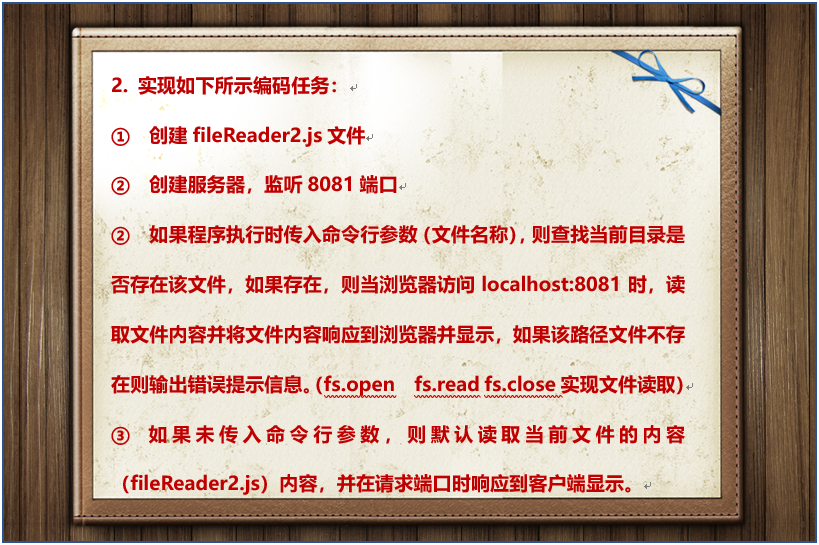 2. 实现如下所示编码任务：
① 创建 fileReader2.js 文件
② 创建服务器，监听 8081 端口
② 如果程序执行时传入命令行参数（文件名称），则查找当前目录是
否存在该文件，如果存在，则当浏览器访问 localhost:8081 时，读
取文件内容并将文件内容响应到浏览器并显示，如果该路径文件不存
在则输出错误提示信息。（fs.open fs.read fs.close 实现文件读取）
③ 如果未传入命令行参数，则默认读取当前文件的内容
（fileReader2.js）内容，并在请求端口时响应到客户端显示。